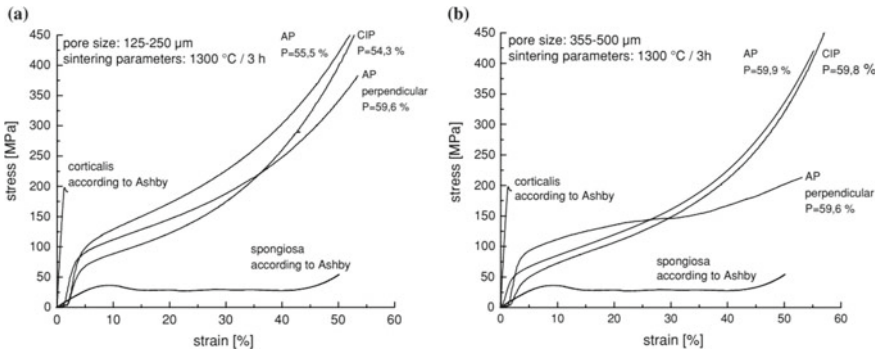 (a)
450
400
350
300
250
200
150
100
50
0
stress [MPa]
pore size: 125-250 µm
sintering parameters: 1300 °C / 3 h
AP
P=55,5 %
CIP
P=54,3%
AP
perpendicular
P=59,6 %
corticalis
according to Ashby
spongiosa
according to Ashby
0 10 20 30 40 50 60
strain [%]
(b)
450
400
350
300
250
200
150
100
50
0
stress [MPa]
pore size: 355-500 µm
sintering parameters: 1300 °C / 3h
AP
P=59,9 %
CIP
P=59,8 %
AP
perpendicular
P=59,6 %
corticalis
according to Ashby
spongiosa
according to Ashby
0 10 20 30 40 50 60
strain [%]